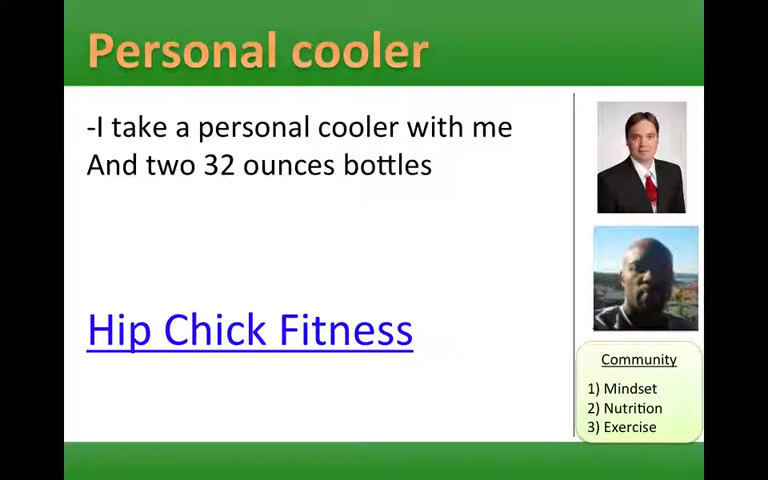 Personal cooler
-I take a personal cooler with me
And two 32 ounces bottles
Hip Chick Fitness
Community
1) Mindset
2) Nutrition
3) Exercise